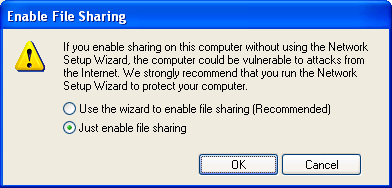 Enable File Sharing
If you enable sharing on this computer without using the Network
Setup Wizard, the computer could be vulnerable to attacks from
the Internet. We strongly recommend that you run the Network
Setup Wizard to protect your computer.
Use the wizard to enable file sharing (Recommended)
Just enable file sharing
OK
Cancel